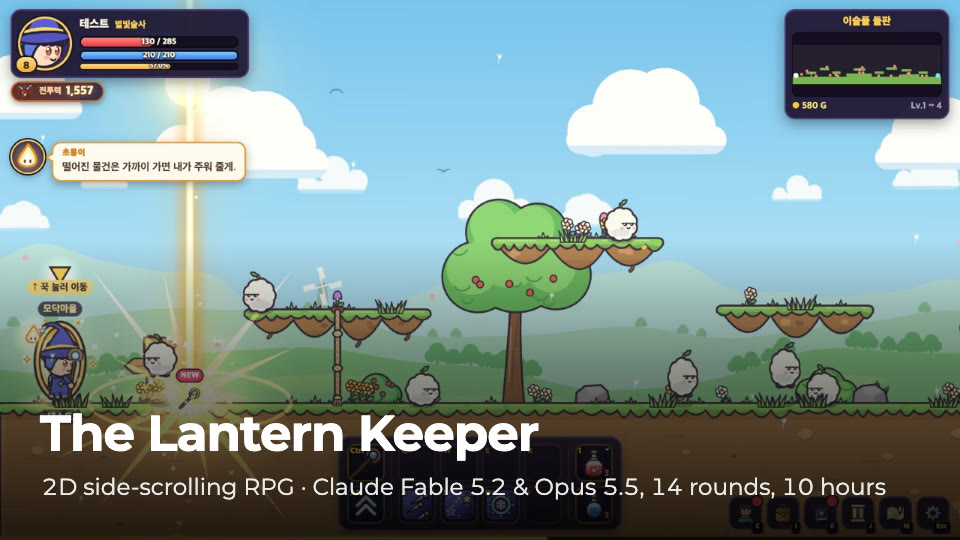 테스트 별빛술사
130 / 285
210 / 210
8
전투력 1,557
초롱이
떨어진 물건은 가까이 가면 내가 주워 줄게.
이슬풀 들판
580 G
Lv.1 ~ 4
↑ 꾹 눌러 이동
모닥마을
NEW
The Lantern Keeper
2D side-scrolling RPG · Claude Fable 5.2 & Opus 5.5, 14 rounds, 10 hours